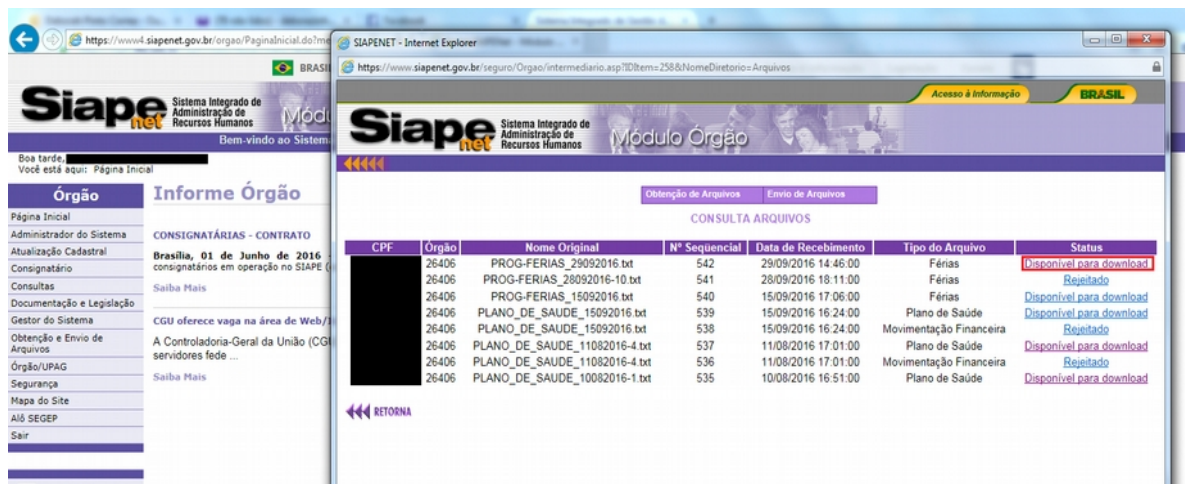 https://www4.siapenet.gov.br/orgao/PaginaInicial.do?me
BRASIL
Siape net
Sistema Integrado de
Administração de
Recursos Humanos
Bem-vindo ao Sistema
Boa tarde,
Você está aqui: Página Inicial
Órgão
Página Inicial
Administrador do Sistema
Atualização Cadastral
Consignatário
Consultas
Documentação e Legislação
Gestor do Sistema
Obtenção e Envio de
Arquivos
Órgão/UPAG
Segurança
Mapa do Site
Alô SEGEP
Sair
Informe Órgão
CONSIGNATÁRIAS - CONTRATO
Brasília, 01 de Junho de 2016 -
consignatários em operação no SIAPE
Saiba Mais
CGU oferece vaga na área de Web/
A Controladoria-Geral da União (CGU
servidores fede ...
Saiba Mais
SIAPENET - Internet Explorer
https://www.siapenet.gov.br/seguro/Orgao/intermediario.asp?IDItem=258&NomeDiretorio=Arquivos
Acesso à Informação BRASIL
Siape net
Sistema Integrado de
Administração de
Recursos Humanos
Módulo Órgão
Obtenção de Arquivos Envio de Arquivos
CONSULTA ARQUIVOS
CPF Órgão Nome Original Nº Seqüencial Data de Recebimento Tipo do Arquivo Status
26406 PROG-FERIAS_29092016.txt 542 29/09/2016 14:46:00 Férias Disponível para download
26406 PROG-FERIAS_28092016-10.txt 541 28/09/2016 18:11:00 Férias Rejeitado
26406 PROG-FERIAS_15092016.txt 540 15/09/2016 17:06:00 Férias Disponível para download
26406 PLANO_DE_SAUDE_15092016.txt 539 15/09/2016 16:24:00 Plano de Saúde Disponível para download
26406 PLANO_DE_SAUDE_15092016.txt 538 15/09/2016 16:24:00 Movimentação Financeira Rejeitado
26406 PLANO_DE_SAUDE_11082016-4.txt 537 11/08/2016 17:01:00 Plano de Saúde Disponível para download
26406 PLANO_DE_SAUDE_11082016-4.txt 536 11/08/2016 17:01:00 Movimentação Financeira Rejeitado
26406 PLANO_DE_SAUDE_10082016-1.txt 535 10/08/2016 16:51:00 Plano de Saúde Disponível para download
RETORNA